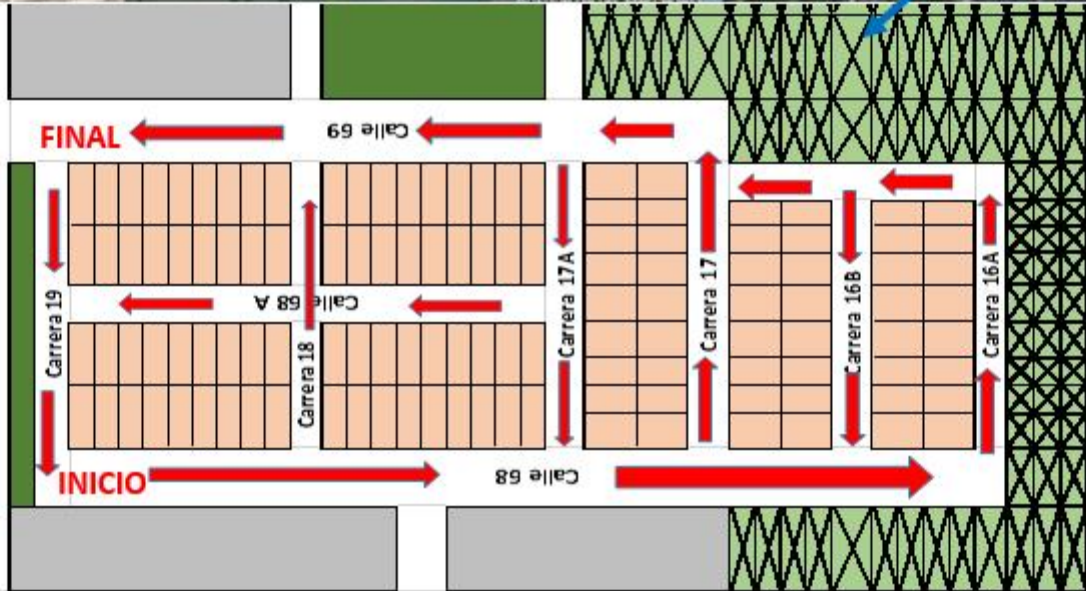 FINAL
Calle 69
Carrera 19
Calle 68 A
Carrera 18
Carrera 17A
Carrera 17
Carrera 16B
Carrera 16A
INICIO
Calle 68